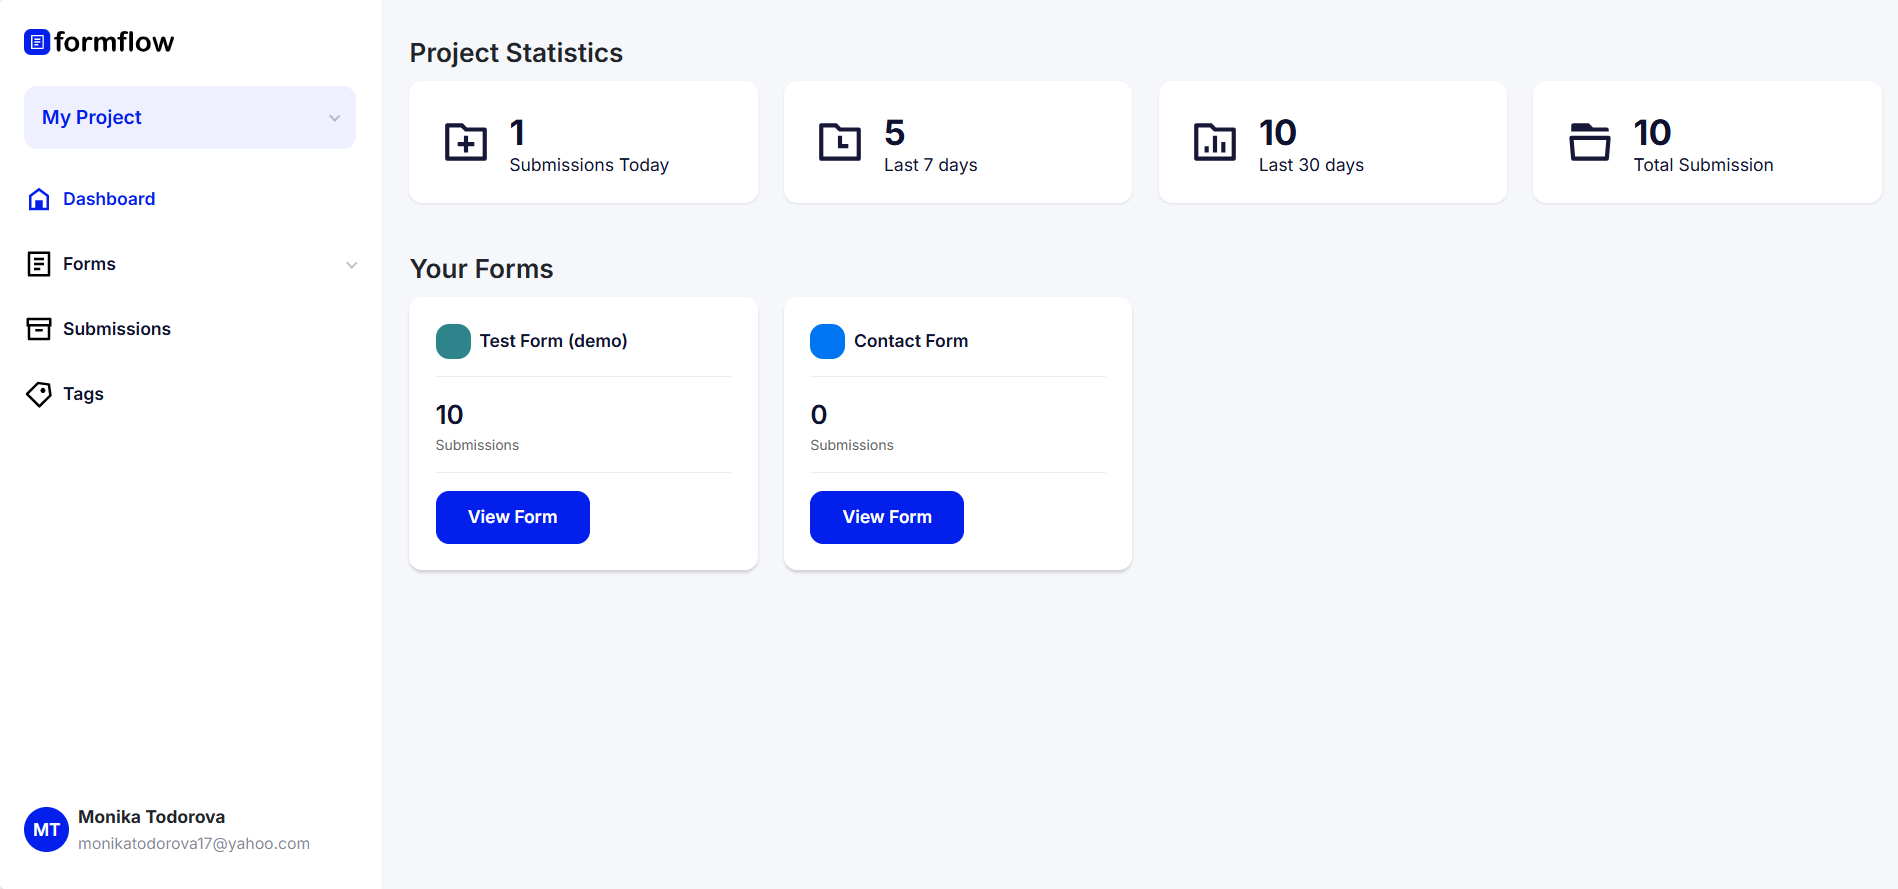 formflow
My Project
Dashboard
Forms
Submissions
Tags
Monika Todorova
monikatodorova17@yahoo.com
MT
Project Statistics
1
Submissions Today
5
Last 7 days
10
Last 30 days
10
Total Submission
Your Forms
Test Form (demo)
10
Submissions
View Form
Contact Form
0
Submissions
View Form